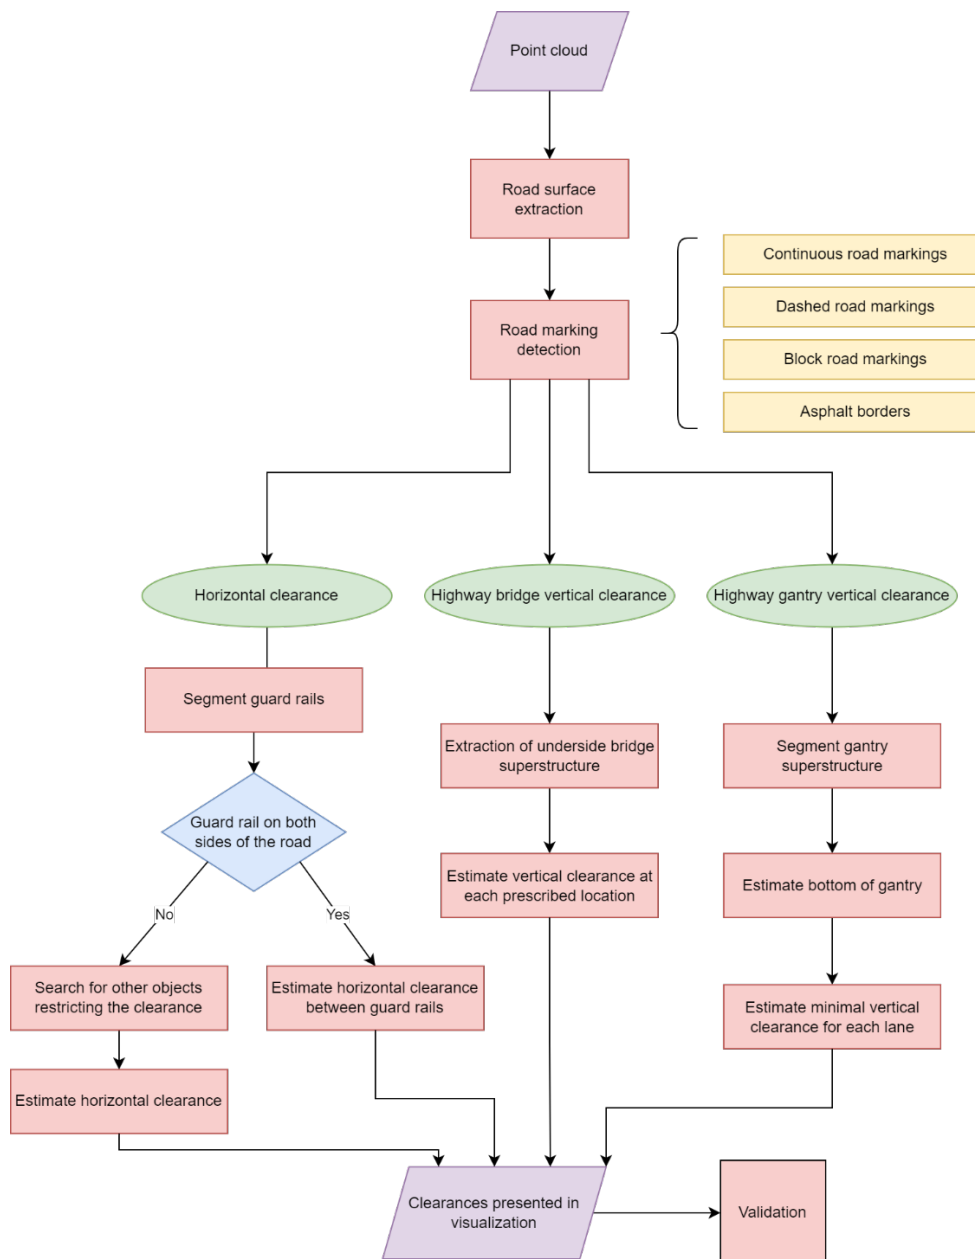 Point cloud
Road surface
extraction
Continuous road markings
Dashed road markings
Road marking
detection
Block road markings
Asphalt borders
Horizontal clearance
Highway bridge vertical clearance
Highway gantry vertical clearance
Segment guard rails
Extraction of underside bridge
superstructure
Segment gantry
superstructure
Guard rail on both
sides of the road
Estimate vertical clearance at
each prescribed location
Estimate bottom of gantry
No
Yes
Search for other objects
restricting the clearance
Estimate horizontal clearance
between guard rails
Estimate minimal vertical
clearance for each lane
Estimate horizontal clearance
Clearances presented in
visualization
Validation